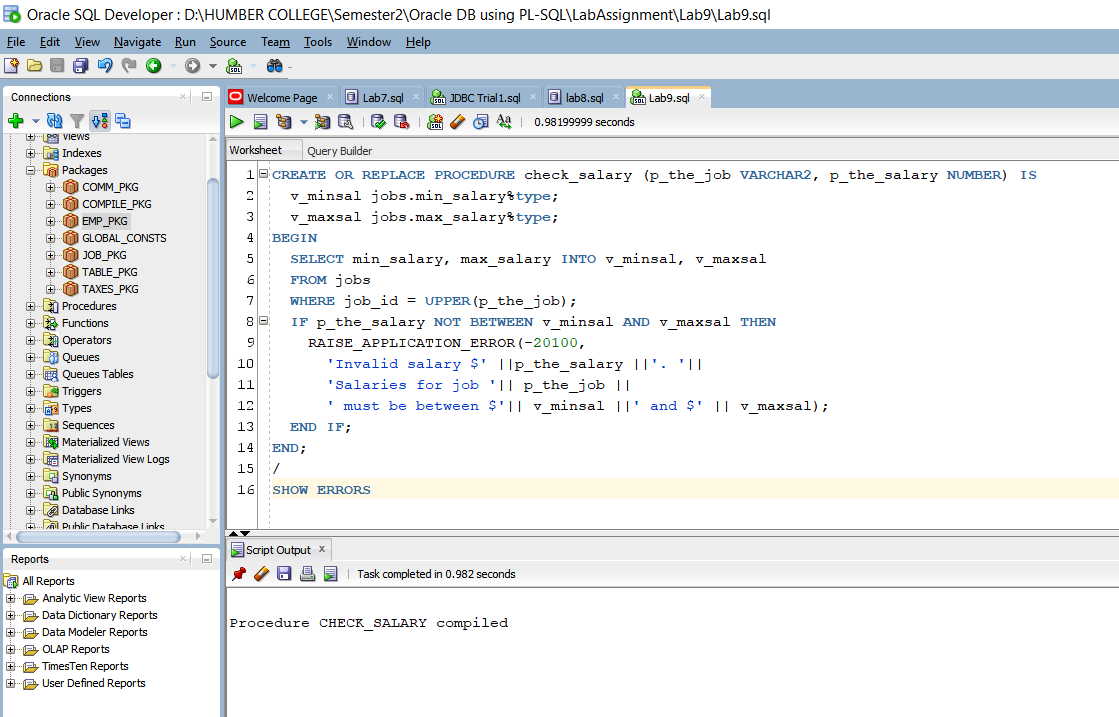 Oracle SQL Developer : D:\HUMBER COLLEGE\Semester2\Oracle DB using PL-SQL\LabAssignment\Lab9\Lab9.sql
File Edit View Navigate Run Source Team Tools Window Help
Connections
Views
Indexes
Packages
COMM_PKG
COMPILE_PKG
EMP_PKG
GLOBAL_CONSTS
JOB_PKG
TABLE_PKG
TAXES_PKG
Procedures
Functions
Operators
Queues
Queues Tables
Triggers
Types
Sequences
Materialized Views
Materialized View Logs
Synonyms
Public Synonyms
Database Links
Public Database Links
Reports
All Reports
Analytic View Reports
Data Dictionary Reports
Data Modeler Reports
OLAP Reports
TimesTen Reports
User Defined Reports
Welcome Page Lab7.sql JDBC Trial1.sql lab8.sql Lab9.sql
0.98199999 seconds
Worksheet Query Builder
1 CREATE OR REPLACE PROCEDURE check_salary (p_the_job VARCHAR2, p_the_salary NUMBER) IS
2 v_minsal jobs.min_salary%type;
3 v_maxsal jobs.max_salary%type;
4 BEGIN
5 SELECT min_salary, max_salary INTO v_minsal, v_maxsal
6 FROM jobs
7 WHERE job_id = UPPER(p_the_job);
8 IF p_the_salary NOT BETWEEN v_minsal AND v_maxsal THEN
9 RAISE_APPLICATION_ERROR(-20100,
10 'Invalid salary $' ||p_the_salary ||'. '||
11 'Salaries for job '|| p_the_job ||
12 ' must be between $'|| v_minsal ||' and $' || v_maxsal);
13 END IF;
14 END;
15 /
16 SHOW ERRORS
Script Output
Task completed in 0.982 seconds
Procedure CHECK_SALARY compiled